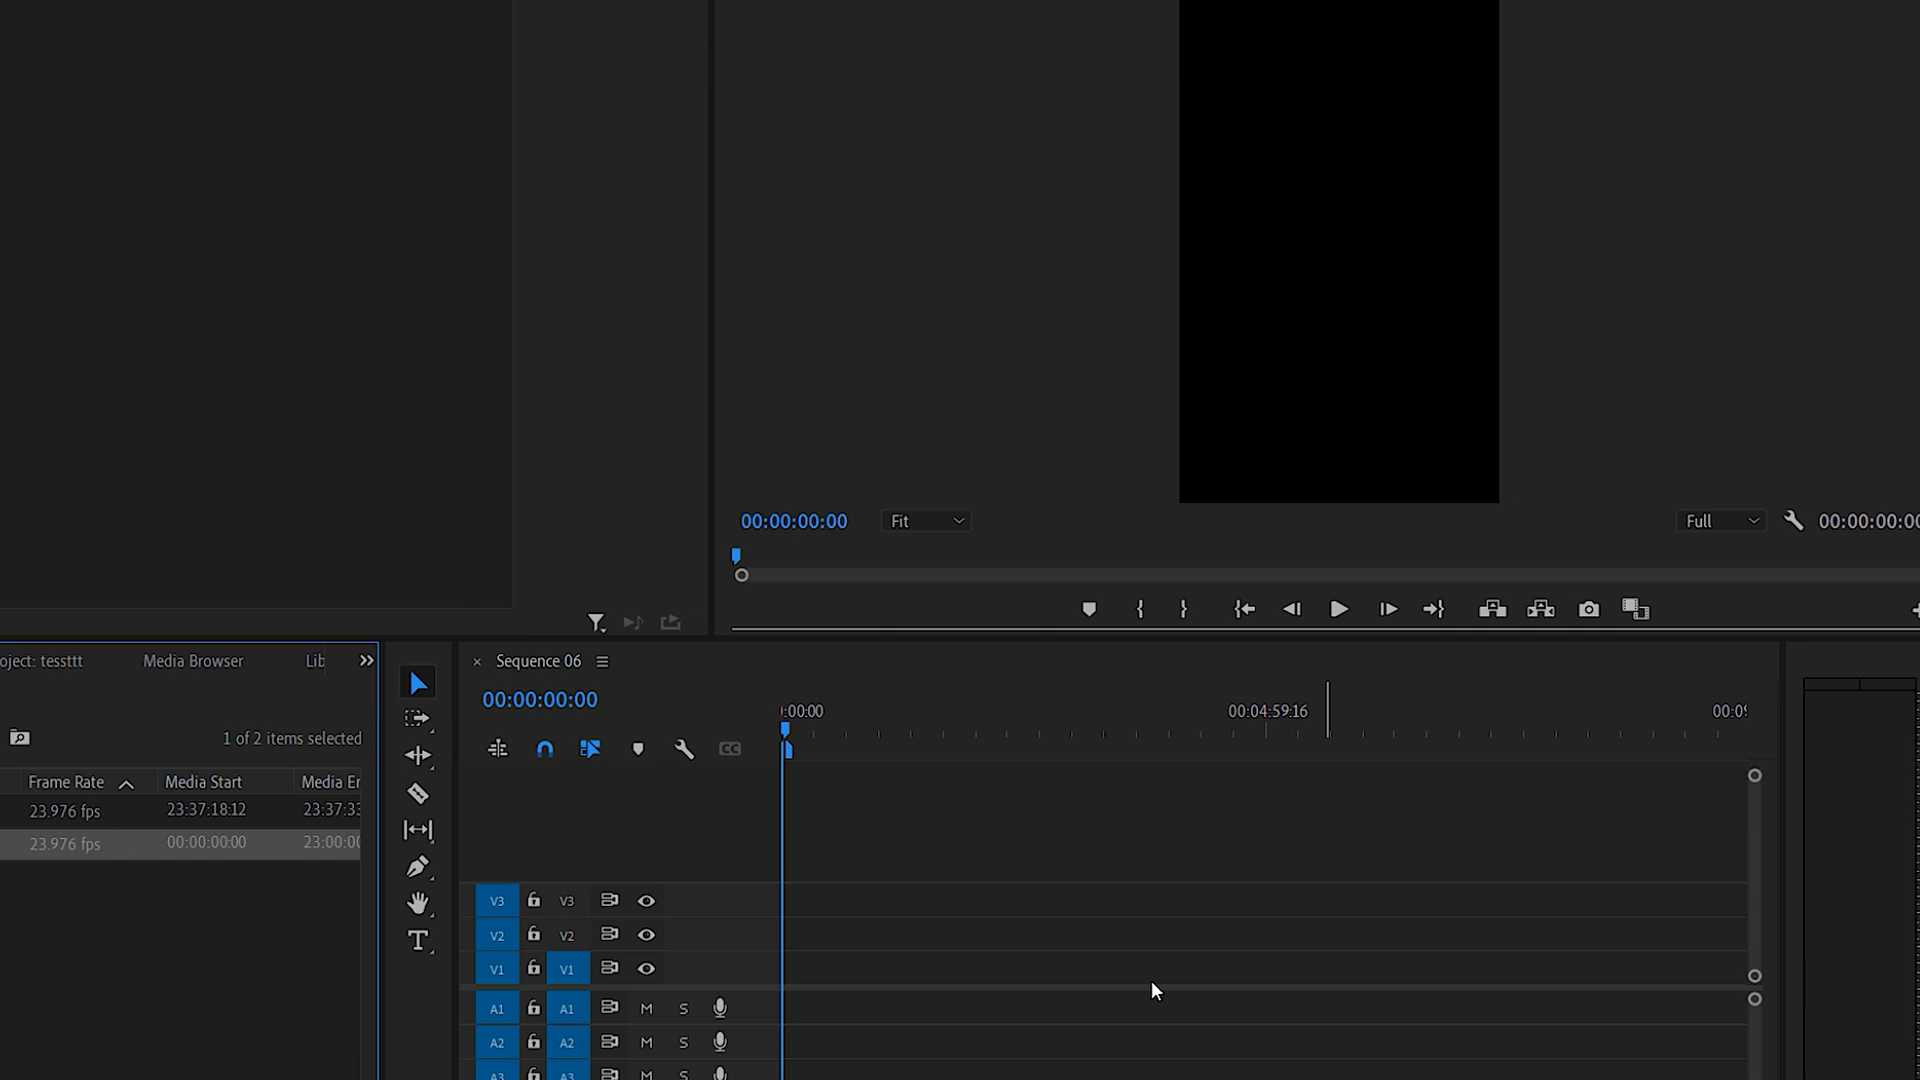 00:00:00:00 Fit Full 00:00:00:00
oject: tessttt Media Browser Lib
Sequence 06
00:00:00:00
:00:00 00:04:59:16 00:09
1 of 2 items selected
CC
Frame Rate Media Start Media En
23.976 fps 23:37:18:12 23:37:33
23.976 fps 00:00:00:00 23:00:00
V3 V3
V2 V2
V1 V1
A1 A1 M S
A2 A2 M S
A3 A3 M S